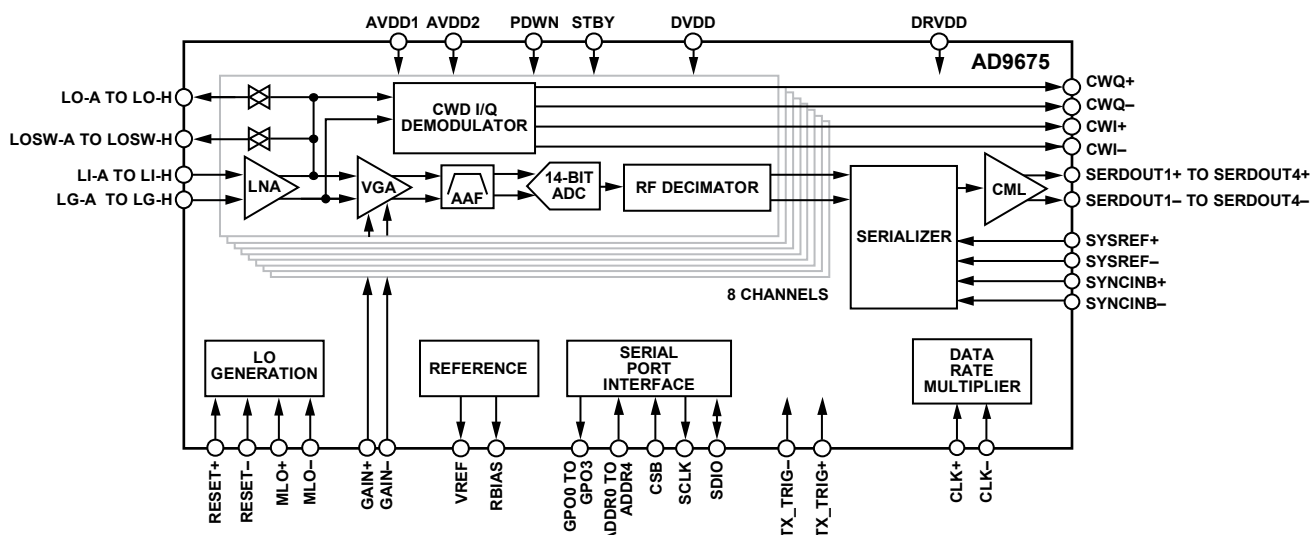 AVDD1 AVDD2 PDWN STBY DVDD DRVDD
AD9675
LO-A TO LO-H
LOSW-A TO LOSW-H
LI-A TO LI-H
LG-A TO LG-H
CWD I/Q
DEMODULATOR
LNA
VGA
AAF
14-BIT
ADC
RF DECIMATOR
SERIALIZER
CML
8 CHANNELS
CWQ+
CWQ–
CWI+
CWI–
SERDOUT1+ TO SERDOUT4+
SERDOUT1– TO SERDOUT4–
SYSREF+
SYSREF–
SYNCINB+
SYNCINB–
LO
GENERATION
REFERENCE
SERIAL
PORT
INTERFACE
DATA
RATE
MULTIPLIER
RESET+
RESET–
MLO+
MLO–
GAIN+
GAIN–
VREF
RBIAS
GPO0 TO
GPO3
ADDR0 TO
ADDR4
CSB
SCLK
SDIO
TX_TRIG–
TX_TRIG+
CLK+
CLK–